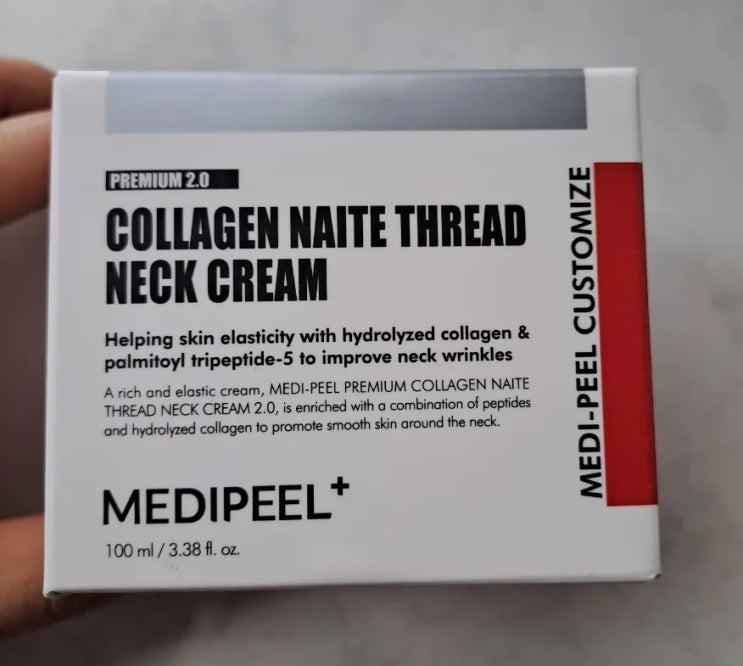 PREMIUM 2.0
COLLAGEN NAITE THREAD
NECK CREAM
Helping skin elasticity with hydrolyzed collagen &
palmitoyl tripeptide-5 to improve neck wrinkles
A rich and elastic cream, MEDI-PEEL PREMIUM COLLAGEN NAITE
THREAD NECK CREAM 2.0, is enriched with a combination of peptides
and hydrolyzed collagen to promote smooth skin around the neck.
MEDIPEEL+
100 ml / 3.38 fl. oz.
MEDI-PEEL CUSTOMIZE